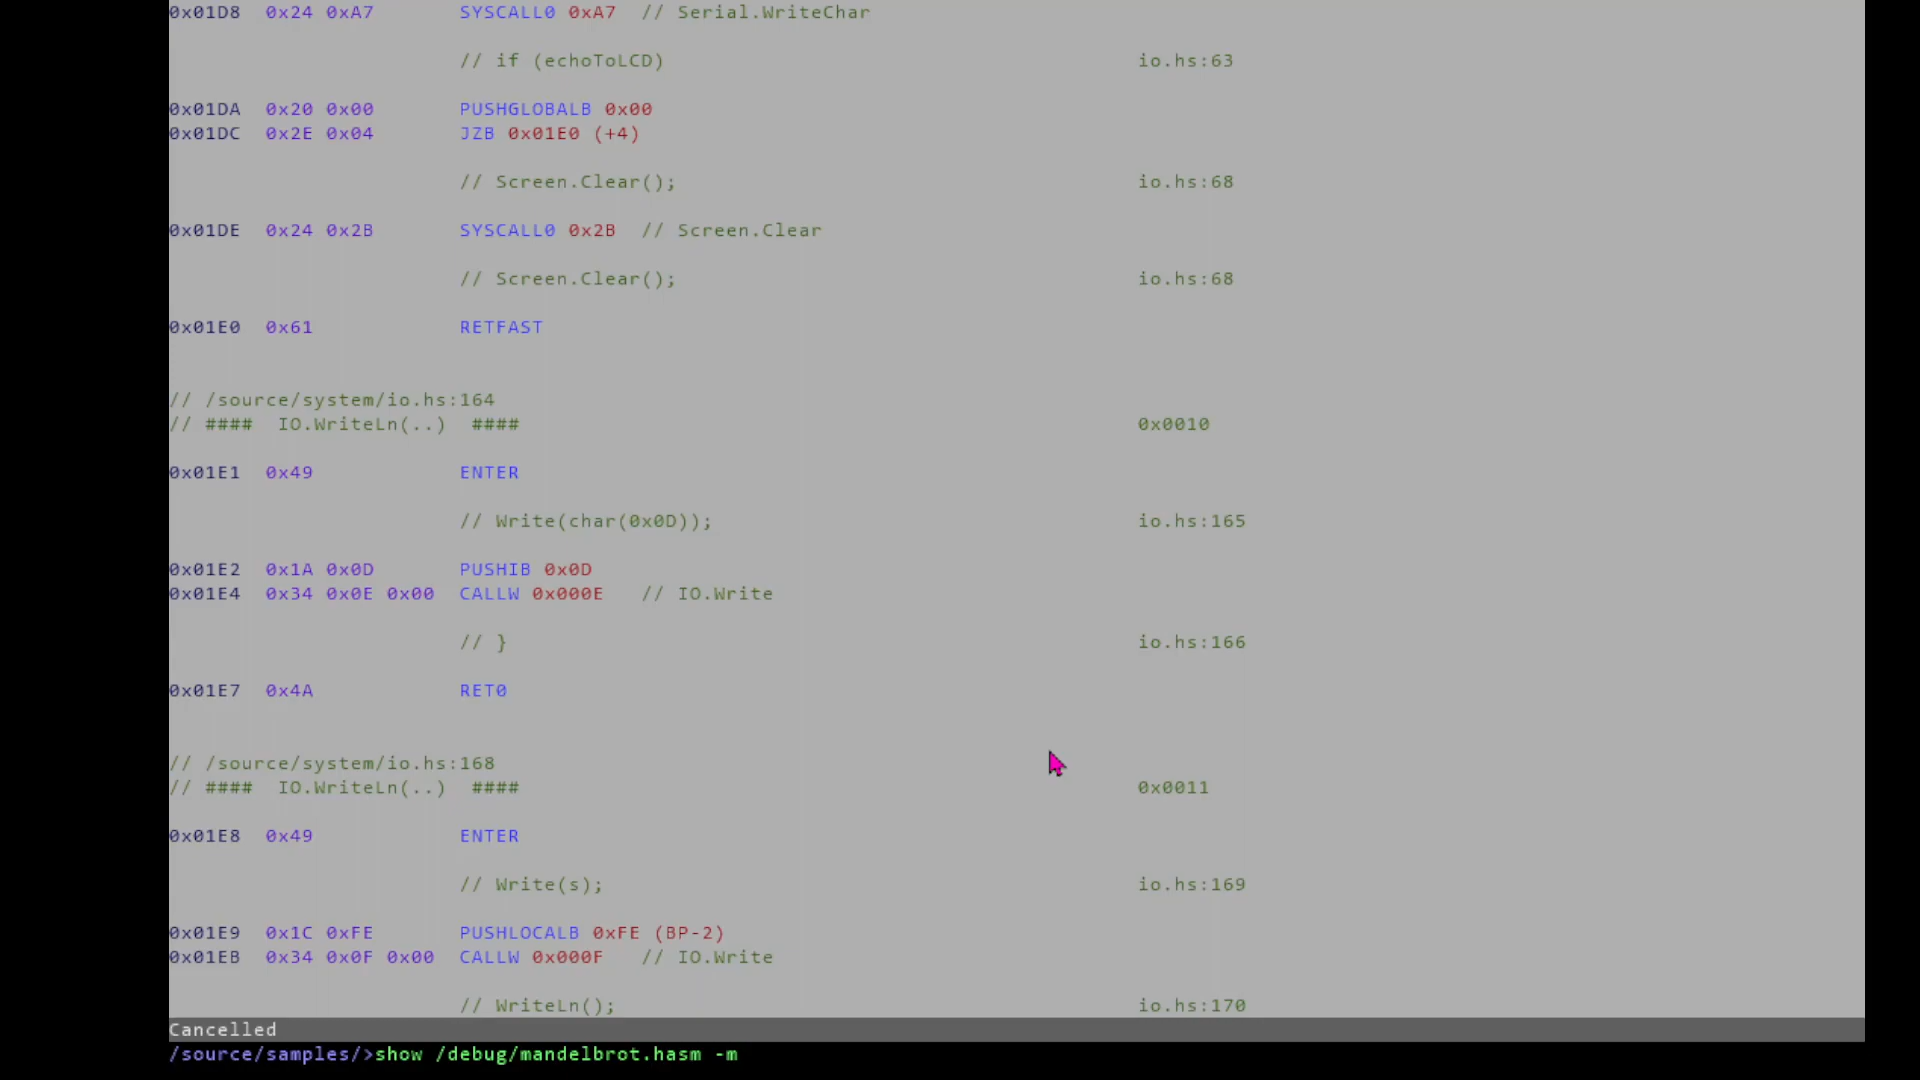 0x01D8  0x24 0xA7       SYSCALL0 0xA7  // Serial.WriteChar
// if (echoToLCD)                                       io.hs:63
0x01DA  0x20 0x00       PUSHGLOBALB 0x00
0x01DC  0x2E 0x04       JZB 0x01E0 (+4)
// Screen.Clear();                                      io.hs:68
0x01DE  0x24 0x2B       SYSCALL0 0x2B  // Screen.Clear
// Screen.Clear();                                      io.hs:68
0x01E0  0x61            RETFAST
// /source/system/io.hs:164
// ####  IO.WriteLn(..)  ####                                                   0x0010
0x01E1  0x49            ENTER
// Write(char(0x0D));                                   io.hs:165
0x01E2  0x1A 0x0D       PUSHIB 0x0D
0x01E4  0x34 0x0E 0x00  CALLW 0x000E   // IO.Write
// }                                                    io.hs:166
0x01E7  0x4A            RET0
// /source/system/io.hs:168
// ####  IO.WriteLn(..)  ####                                                   0x0011
0x01E8  0x49            ENTER
// Write(s);                                            io.hs:169
0x01E9  0x1C 0xFE       PUSHLOCALB 0xFE (BP-2)
0x01EB  0x34 0x0F 0x00  CALLW 0x000F   // IO.Write
// WriteLn();                                           io.hs:170
Cancelled
/source/samples/>show /debug/mandelbrot.hasm -m